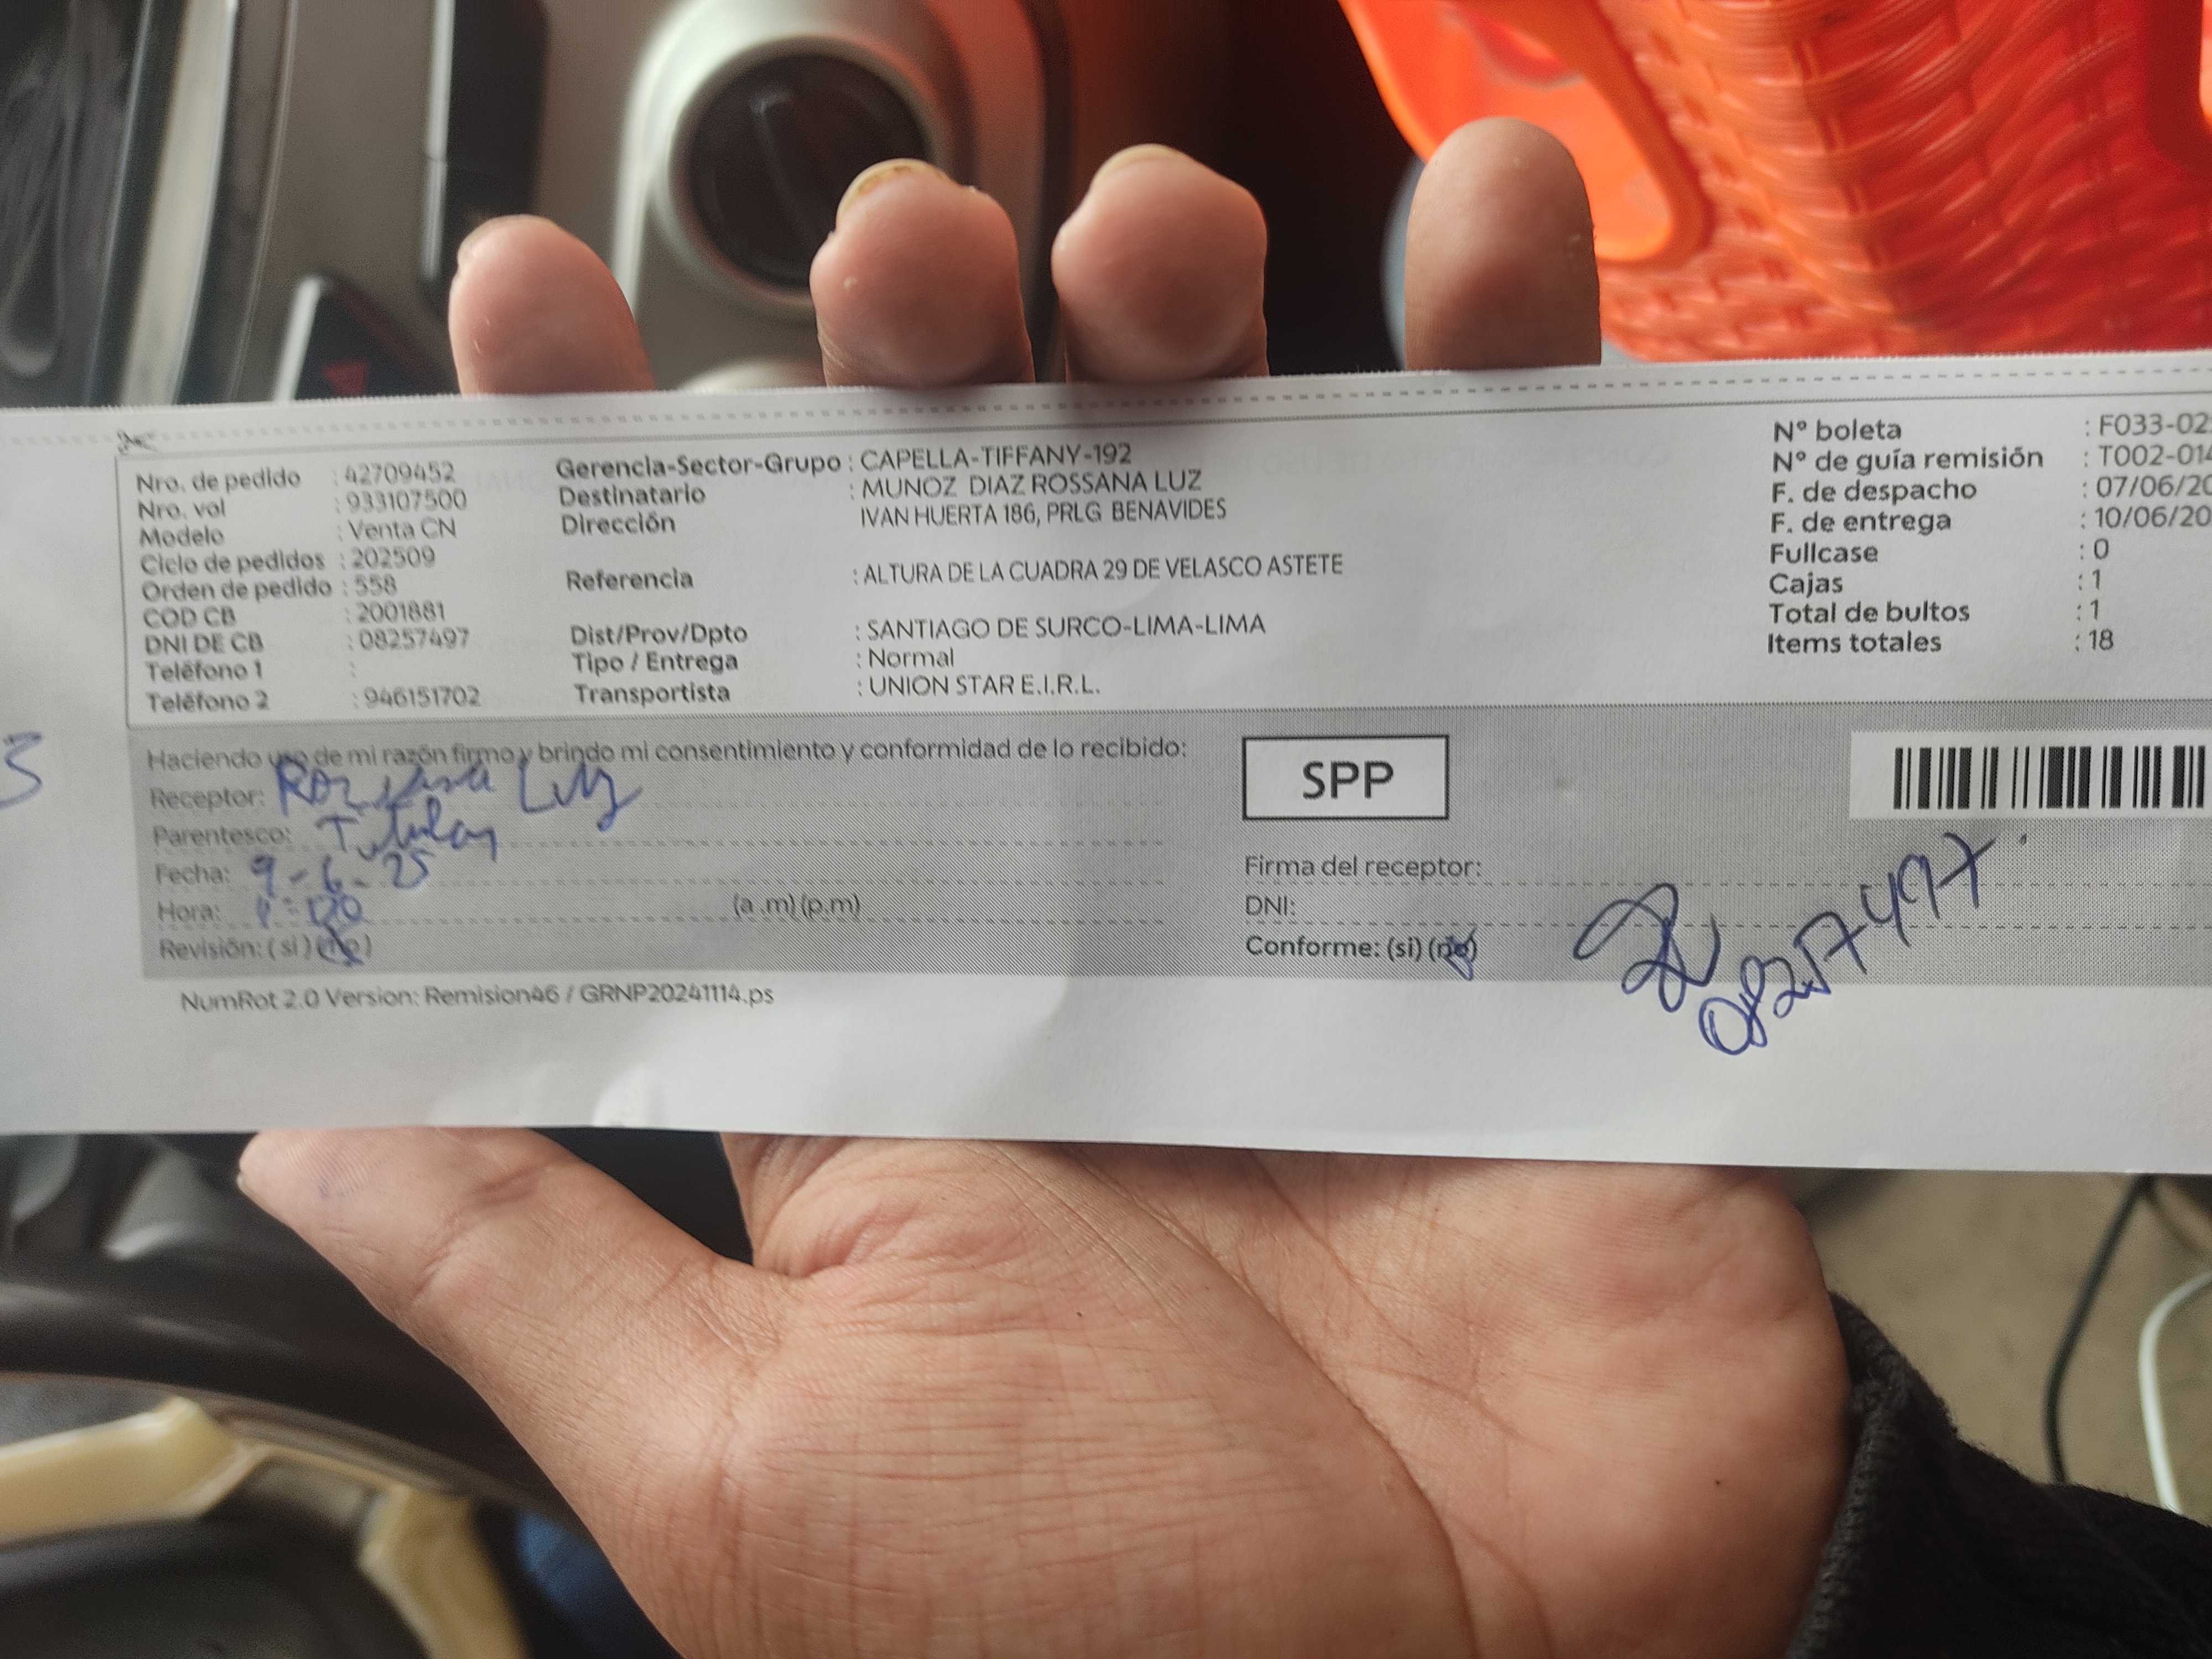 Nro. de pedido : 42709452
Nro. vol : 933107500
Modelo : Venta CN
Ciclo de pedidos : 202509
Orden de pedido : 558
COD CB : 2001881
DNI DE CB : 08257497
Teléfono 1 :
Teléfono 2 : 946151702
Gerencia-Sector-Grupo : CAPELLA-TIFFANY-192
Destinatario : MUNOZ DIAZ ROSSANA LUZ
Dirección IVAN HUERTA 186, PRLG BENAVIDES
Referencia : ALTURA DE LA CUADRA 29 DE VELASCO ASTETE
Dist/Prov/Dpto : SANTIAGO DE SURCO-LIMA-LIMA
Tipo / Entrega : Normal
Transportista : UNION STAR E.I.R.L.
Nº boleta : F033-02
Nº de guía remisión : T002-014
F. de despacho : 07/06/20
F. de entrega : 10/06/20
Fullcase : 0
Cajas : 1
Total de bultos : 1
Items totales : 18
3
Haciendo uso de mi razón firmo y brindo mi consentimiento y conformidad de lo recibido:
Receptor: Rossana Luz
Parentesco: Titular
Fecha: 9-6-25
Hora: (a.m)(p.m)
Revisión: (si) (no)
SPP
Firma del receptor:
DNI: 08257497
Conforme: (si) (no)
NumRot 2.0 Version: Remision46 / GRNP20241114.ps